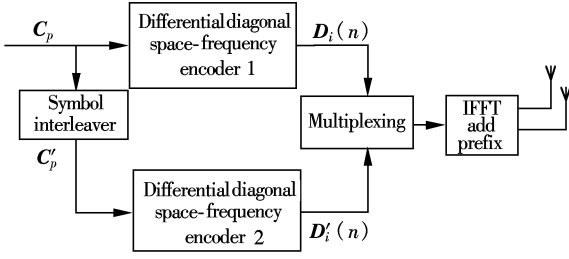 C_p
Differential diagonal
space-frequency
encoder 1
D_i(n)
Symbol
interleaver
C'_p
Multiplexing
IFFT
add
prefix
Differential diagonal
space-frequency
encoder 2
D'_i(n)